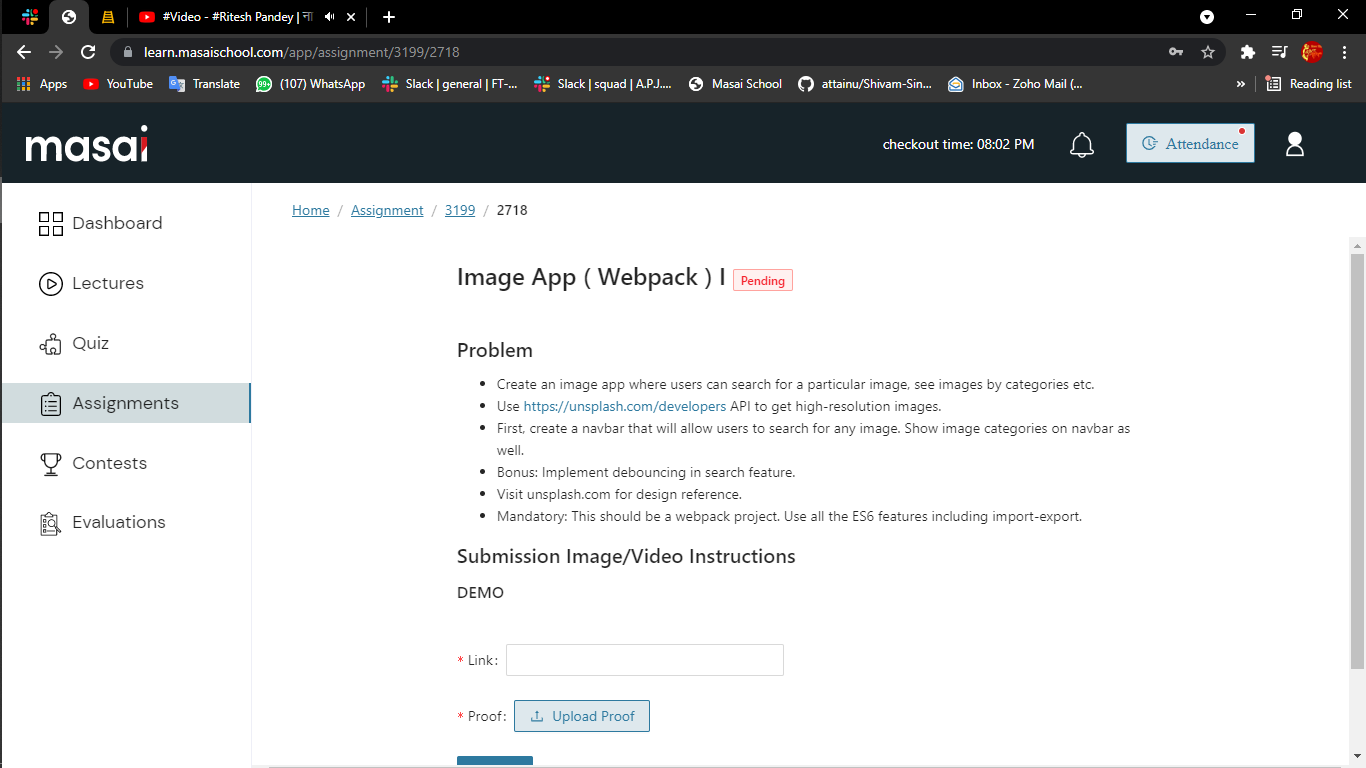 #Video - #Ritesh Pandey |
learn.masaischool.com/app/assignment/3199/2718
Apps YouTube Translate 99+ (107) WhatsApp Slack | general | FT-... Slack | squad | A.P.J.... Masai School attainu/Shivam-Sin... Inbox - Zoho Mail (... » Reading list
masai
checkout time: 08:02 PM
Attendance
Dashboard
Lectures
Quiz
Assignments
Contests
Evaluations
Home / Assignment / 3199 / 2718
Image App ( Webpack ) I Pending
Problem
• Create an image app where users can search for a particular image, see images by categories etc.
• Use https://unsplash.com/developers API to get high-resolution images.
• First, create a navbar that will allow users to search for any image. Show image categories on navbar as
well.
• Bonus: Implement debouncing in search feature.
• Visit unsplash.com for design reference.
• Mandatory: This should be a webpack project. Use all the ES6 features including import-export.
Submission Image/Video Instructions
DEMO
* Link:
* Proof: Upload Proof